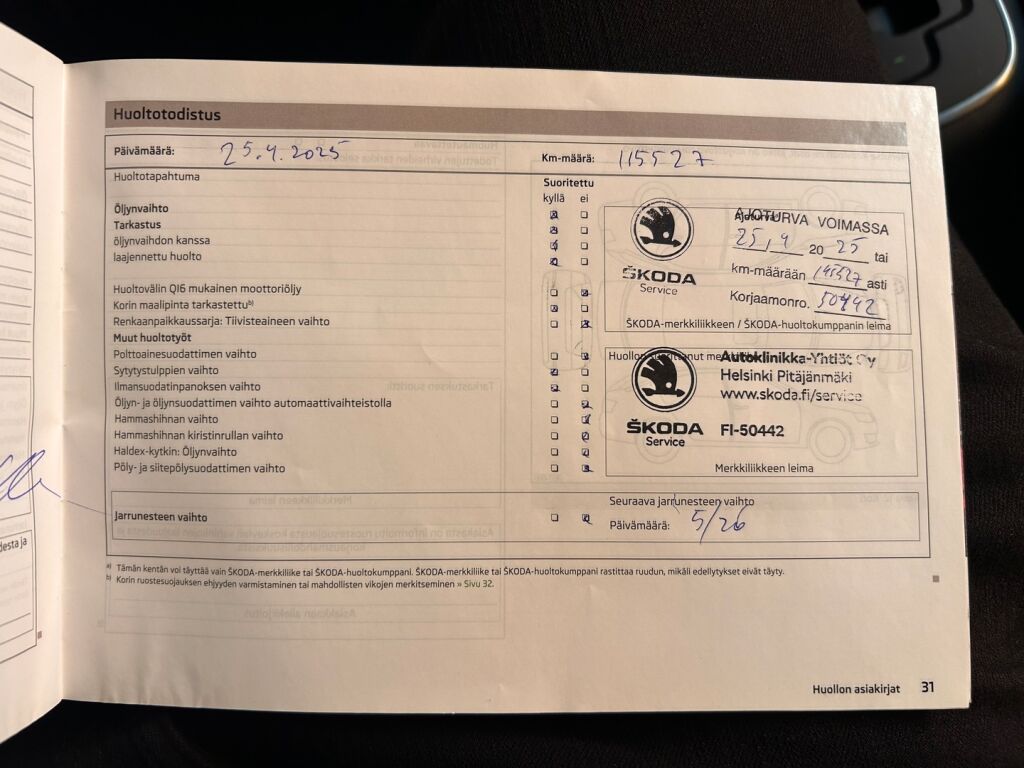 Huoltotodistus
Päivämäärä: 25.4.2025 Km-määrä: 115527
Huoltotapahtuma Suoritettu
kyllä ei
Öljynvaihto
Tarkastus
öljynvaihdon kanssa
laajennettu huolto
Huoltovälin QI6 mukainen moottoriöljy
Korin maalipinta tarkastettu b)
Renkaanpaikkaussarja: Tiivisteaineen vaihto
Muut huoltotyöt
Polttoainesuodattimen vaihto
Sytytystulppien vaihto
Ilmansuodatinpanoksen vaihto
Öljyn- ja öljynsuodattimen vaihto automaattivaihteistolla
Hammashihnan vaihto
Hammashihnan kiristinrullan vaihto
Haldex-kytkin: Öljynvaihto
Pöly- ja siitepölysuodattimen vaihto
Jarrunesteen vaihto
ŠKODA
Service
AJOTURVA VOIMASSA
25,4 2025 tai
km-määrään 145527 asti
Korjaamonro. 50442
ŠKODA-merkkiliikkeen / ŠKODA-huoltokumppanin leima
Autoklinikka-Yhtiöt Oy
Helsinki Pitäjänmäki
www.skoda.fi/service
ŠKODA
Service
FI-50442
Merkkiliikkeen leima
Seuraava jarrunesteen vaihto
Päivämäärä: 5/26
a) Tämän kentän voi täyttää vain ŠKODA-merkkiliike tai ŠKODA-huoltokumppani. ŠKODA-merkkiliike tai ŠKODA-huoltokumppani rastittaa ruudun, mikäli edellytykset eivät täyty.
b) Korin ruostesuojauksen ehjyyden varmistaminen tai mahdollisten vikojen merkitseminen » Sivu 32.
Huollon asiakirjat 31